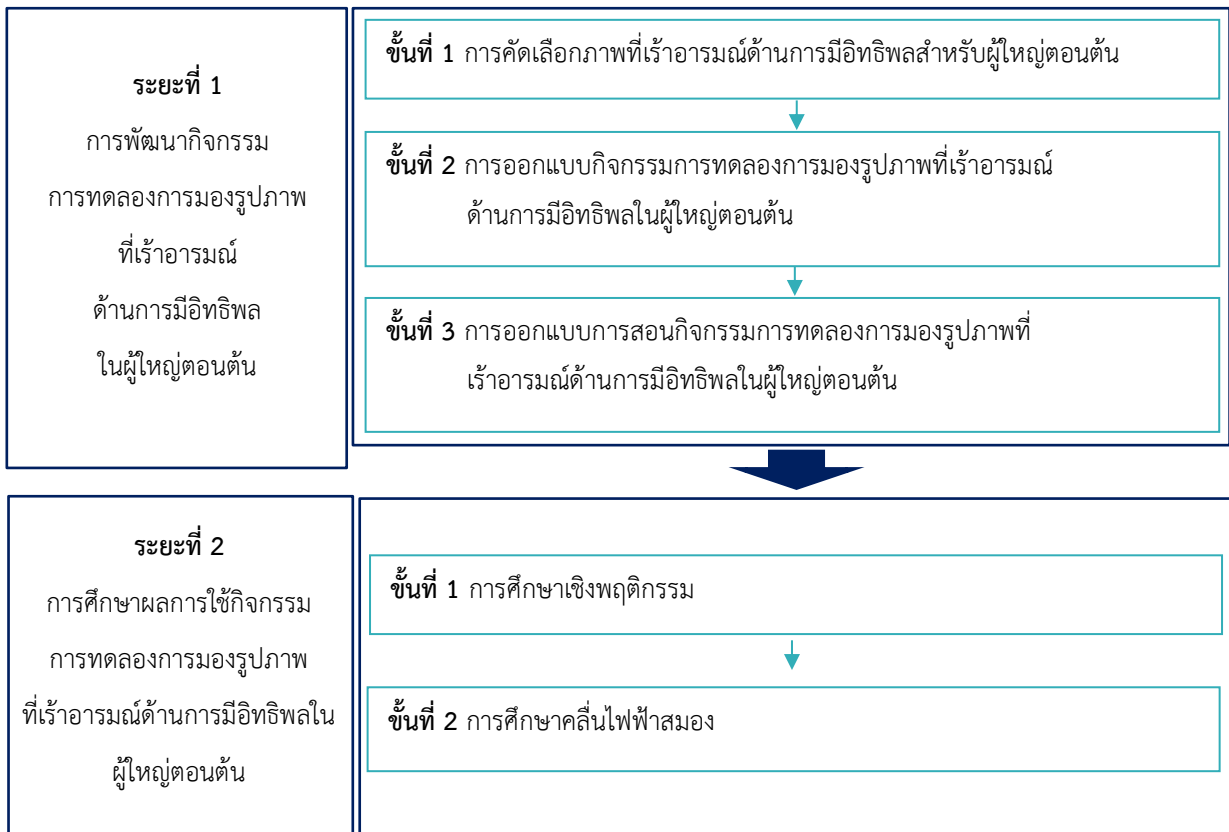 ระยะที่ 1
การพัฒนากิจกรรม
การทดลองการมองรูปภาพ
ที่เร้าอารมณ์
ด้านการมีอิทธิพล
ในผู้ใหญ่ตอนต้น
ขั้นที่ 1 การคัดเลือกภาพที่เร้าอารมณ์ด้านการมีอิทธิพลสำหรับผู้ใหญ่ตอนต้น
ขั้นที่ 2 การออกแบบกิจกรรมการทดลองการมองรูปภาพที่เร้าอารมณ์
ด้านการมีอิทธิพลในผู้ใหญ่ตอนต้น
ขั้นที่ 3 การออกแบบการสอนกิจกรรมการทดลองการมองรูปภาพที่
เร้าอารมณ์ด้านการมีอิทธิพลในผู้ใหญ่ตอนต้น
ระยะที่ 2
การศึกษาผลการใช้กิจกรรม
การทดลองการมองรูปภาพ
ที่เร้าอารมณ์ด้านการมีอิทธิพลใน
ผู้ใหญ่ตอนต้น
ขั้นที่ 1 การศึกษาเชิงพฤติกรรม
ขั้นที่ 2 การศึกษาคลื่นไฟฟ้าสมอง